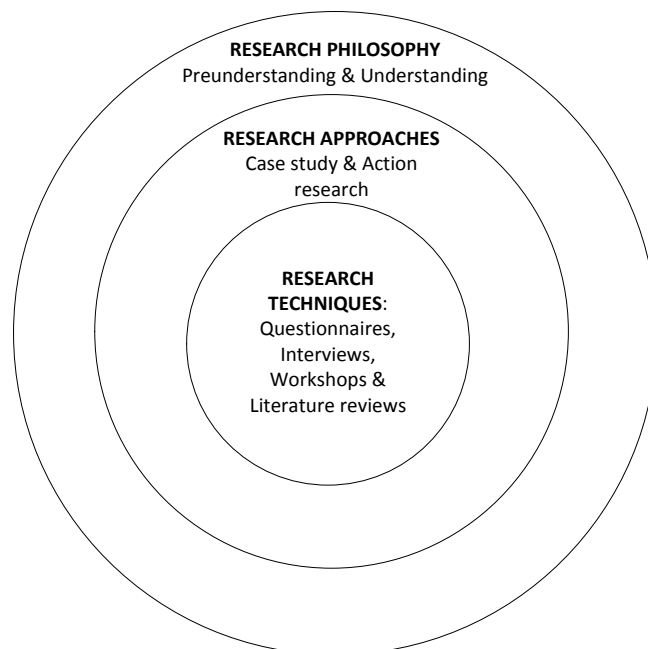 RESEARCH PHILOSOPHY
Preunderstanding & Understanding
RESEARCH APPROACHES
Case study & Action
research
RESEARCH
TECHNIQUES:
Questionnaires,
Interviews,
Workshops &
Literature reviews